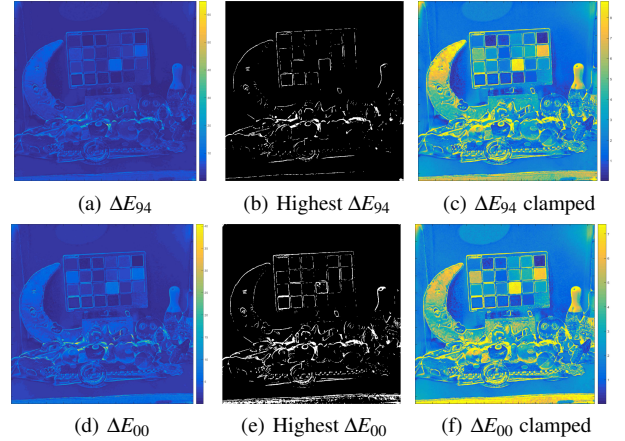 (a) ΔE94
(b) Highest ΔE94
(c) ΔE94 clamped
(d) ΔE00
(e) Highest ΔE00
(f) ΔE00 clamped